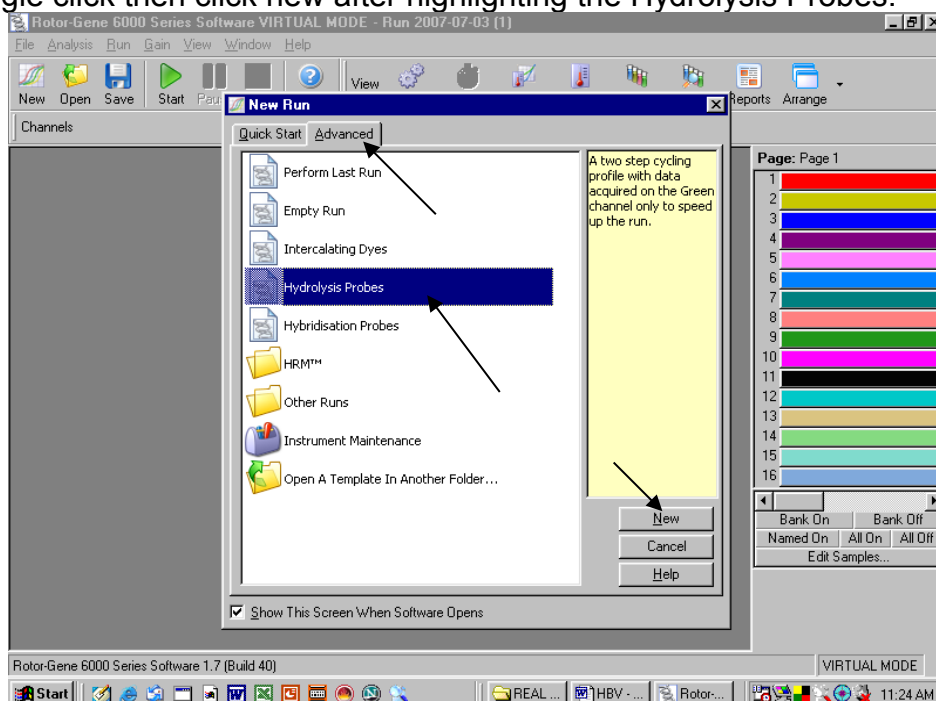 gle click then click new after highlighting the Hydrolysis Probes.
Rotor-Gene 6000 Series Software VIRTUAL MODE - Run 2007-07-03 (1)
File Analysis Run Gain View Window Help
New Open Save Start View Reports Arrange
Channels
New Run
Quick Start Advanced
Perform Last Run
Empty Run
Intercalating Dyes
Hydrolysis Probes
Hybridisation Probes
HRM™
Other Runs
Instrument Maintenance
Open A Template In Another Folder...
A two step cycling
profile with data
acquired on the Green
channel only to speed
up the run.
New
Cancel
Help
Show This Screen When Software Opens
Page: Page 1
1
2
3
4
5
6
7
8
9
10
11
12
13
14
15
16
Bank On Bank Off
Named On All On All Off
Edit Samples...
Rotor-Gene 6000 Series Software 1.7 (Build 40) VIRTUAL MODE
Start REAL ... HBV - ... Rotor-... 11:24 AM